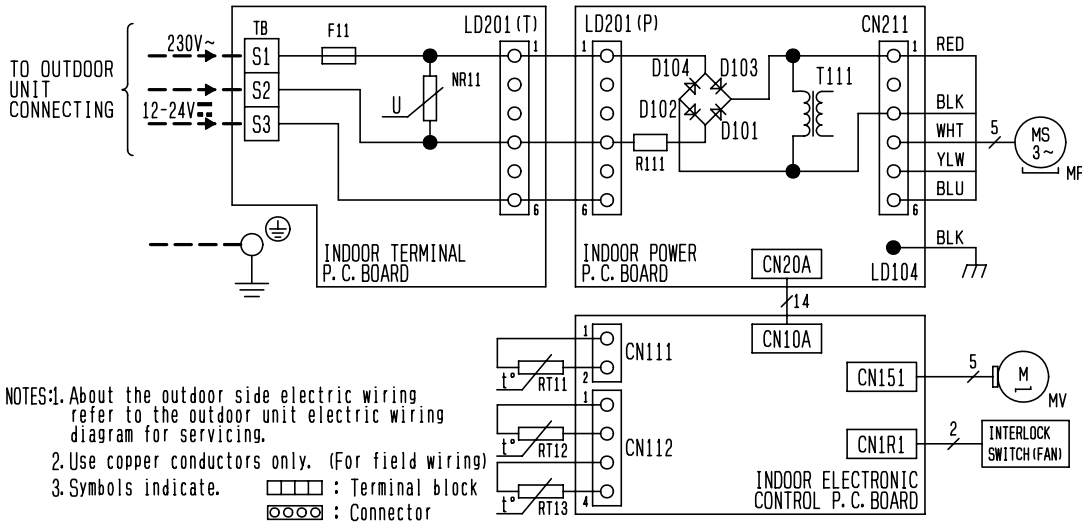 TB
F11
LD201(T)
LD201(P)
CN211
TO OUTDOOR
UNIT
CONNECTING
230V~
12-24V
S1
S2
S3
NR11
U
1
6
1
6
D104
D103
D102
D101
R111
T111
1
6
RED
BLK
WHT
YLW
BLU
BLK
5
MS
3~
MF
INDOOR TERMINAL
P.C.BOARD
INDOOR POWER
P.C.BOARD
LD104
CN20A
14
CN10A
1
2
CN111
t°
RT11
1
4
CN112
t°
RT12
t°
RT13
CN151
5
M
MV
CN1R1
2
INTERLOCK
SWITCH(FAN)
INDOOR ELECTRONIC
CONTROL P.C.BOARD
NOTES:1. About the outdoor side electric wiring
refer to the outdoor unit electric wiring
diagram for servicing.
2. Use copper conductors only. (For field wiring)
3. Symbols indicate.
: Terminal block
: Connector